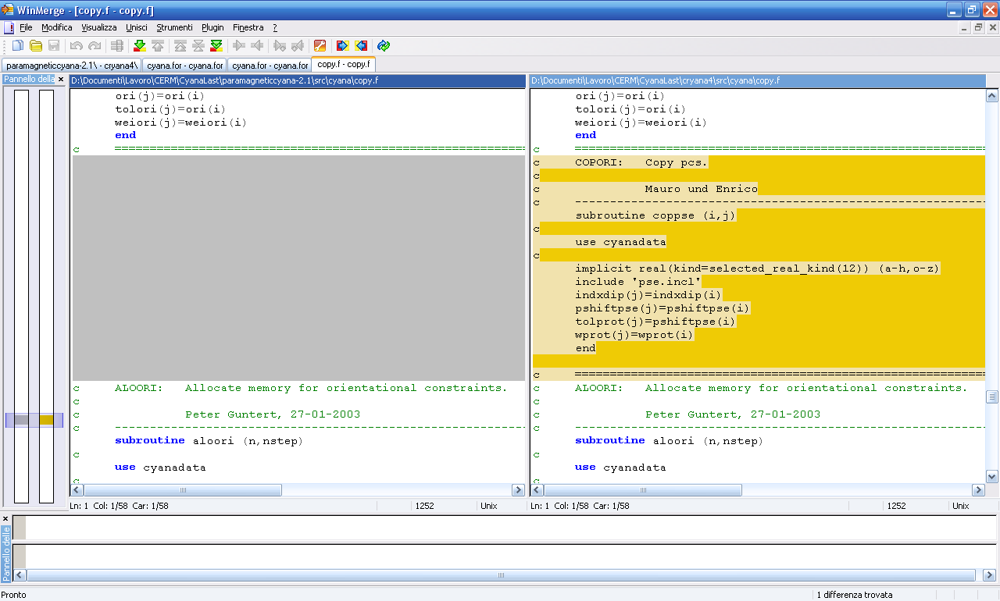 WinMerge - [copy.f - copy.f]
File Modifica Visualizza Unisci Strumenti Plugin Finestra ?
paramagneticcyana-2.1\ - cryana4\ cyana.for - cyana.for cyana.for - cyana.for copy.f - copy.f
Pannello della
D:\Documenti\Lavoro\CERM\CyanaLast\paramagneticcyana-2.1\src\cyana\copy.f
ori(j)=ori(i)
tolori(j)=ori(i)
weiori(j)=weiori(i)
end
c ==========================================================
c ALOORI: Allocate memory for orientational constraints.
c
c Peter Guntert, 27-01-2003
c ----------------------------------------------------------
subroutine aloori (n,nstep)
c
use cyanadata
c
Ln: 1 Col: 1/58 Car: 1/58 1252 Unix
D:\Documenti\Lavoro\CERM\CyanaLast\cryana4\src\cyana\copy.f
ori(j)=ori(i)
tolori(j)=ori(i)
weiori(j)=weiori(i)
end
c ==========================================================
c COPORI: Copy pcs.
c
c Mauro und Enrico
c ----------------------------------------------------------
subroutine coppse (i,j)
c
use cyanadata
c
implicit real(kind=selected_real_kind(12)) (a-h,o-z)
include 'pse.incl'
indxdip(j)=indxdip(i)
pshiftpse(j)=pshiftpse(i)
tolprot(j)=pshiftpse(i)
wprot(j)=wprot(i)
end
c ==========================================================
c ALOORI: Allocate memory for orientational constraints.
c
c Peter Guntert, 27-01-2003
c ----------------------------------------------------------
subroutine aloori (n,nstep)
c
use cyanadata
c
Ln: 1 Col: 1/58 Car: 1/58 1252 Unix
Pannello delle
Pronto 1 differenza trovata